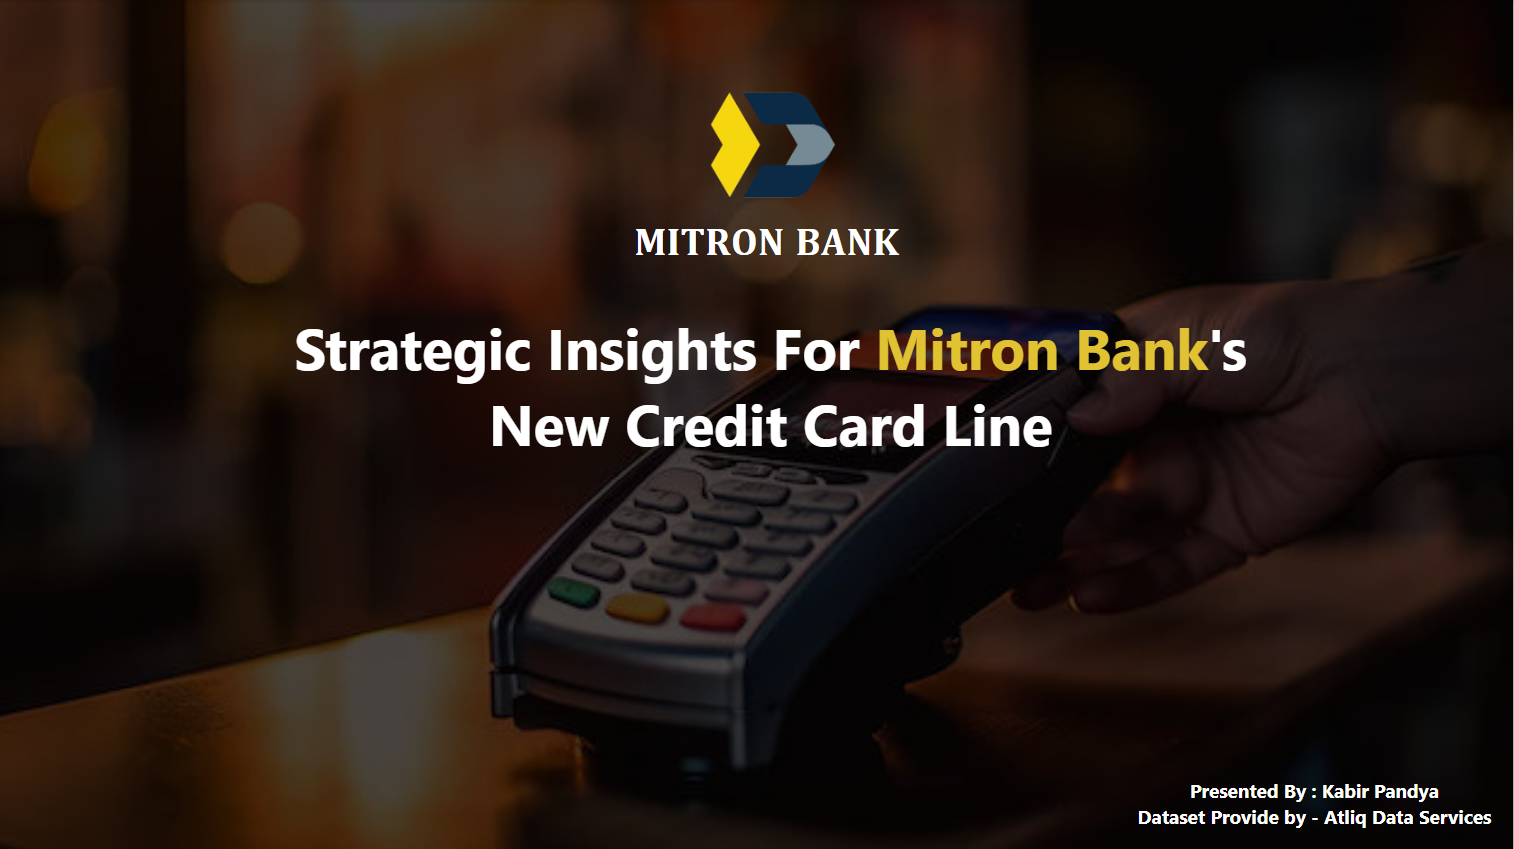 MITRON BANK
Strategic Insights For Mitron Bank's
New Credit Card Line
Presented By : Kabir Pandya
Dataset Provide by - Atliq Data Services